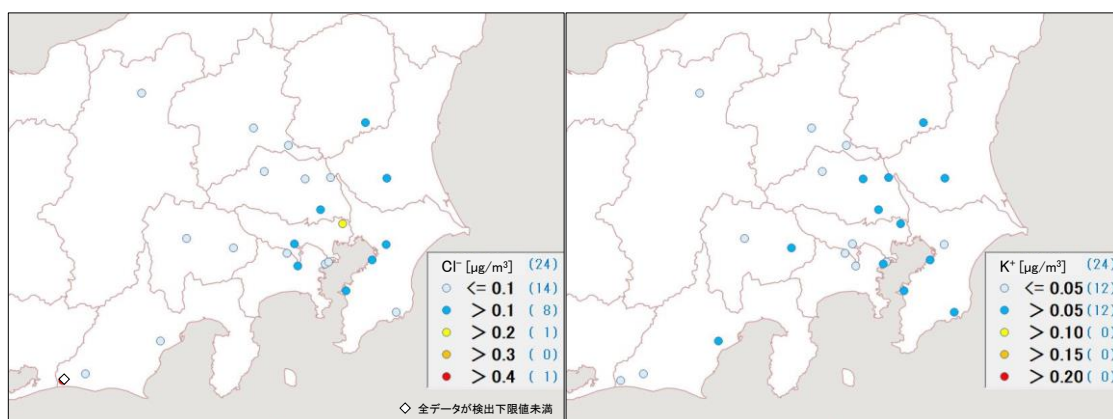 Cl⁻ [μg/m³] (24)
<= 0.1 (14)
> 0.1 ( 8)
> 0.2 ( 1)
> 0.3 ( 0)
> 0.4 ( 1)
◇ 全データが検出下限値未満
K⁺ [μg/m³] (24)
<= 0.05 (12)
> 0.05 (12)
> 0.10 ( 0)
> 0.15 ( 0)
> 0.20 ( 0)